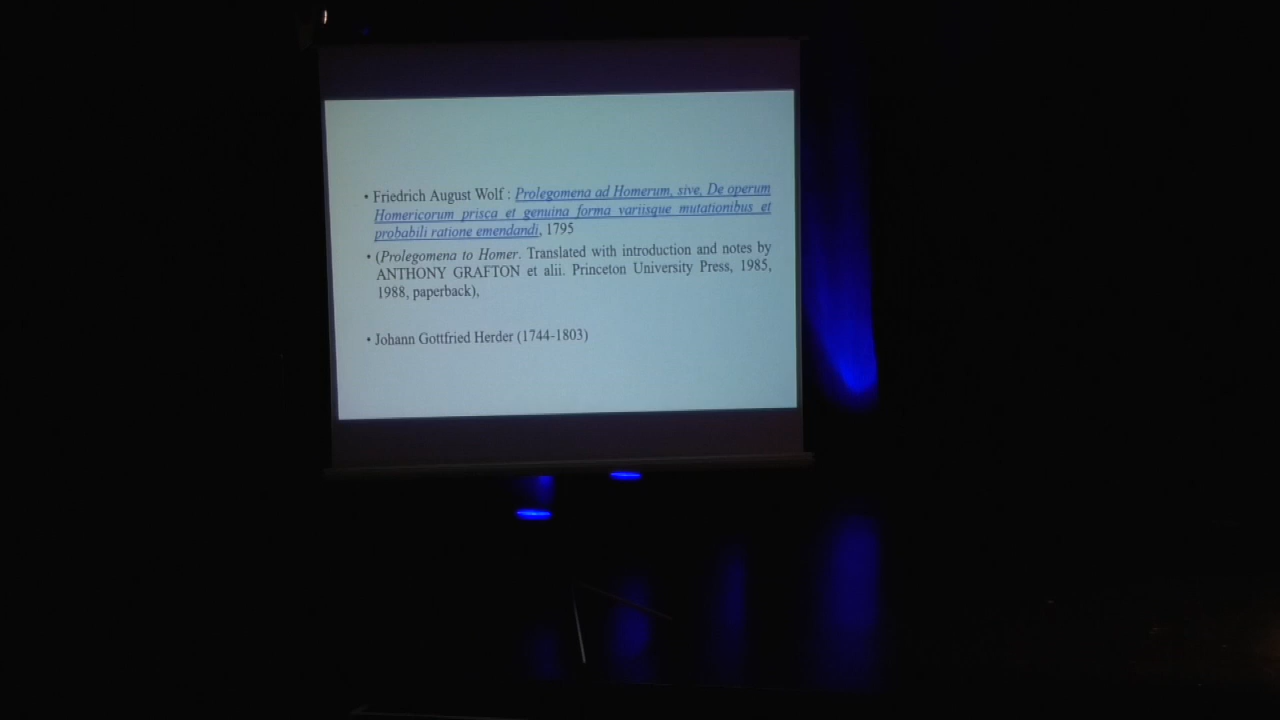 • Friedrich August Wolf : Prolegomena ad Homerum, sive, De operum
Homericorum prisca et genuina forma variisque mutationibus et
probabili ratione emendandi, 1795
• (Prolegomena to Homer. Translated with introduction and notes by
ANTHONY GRAFTON et alii. Princeton University Press, 1985,
1988, paperback),
• Johann Gottfried Herder (1744-1803)